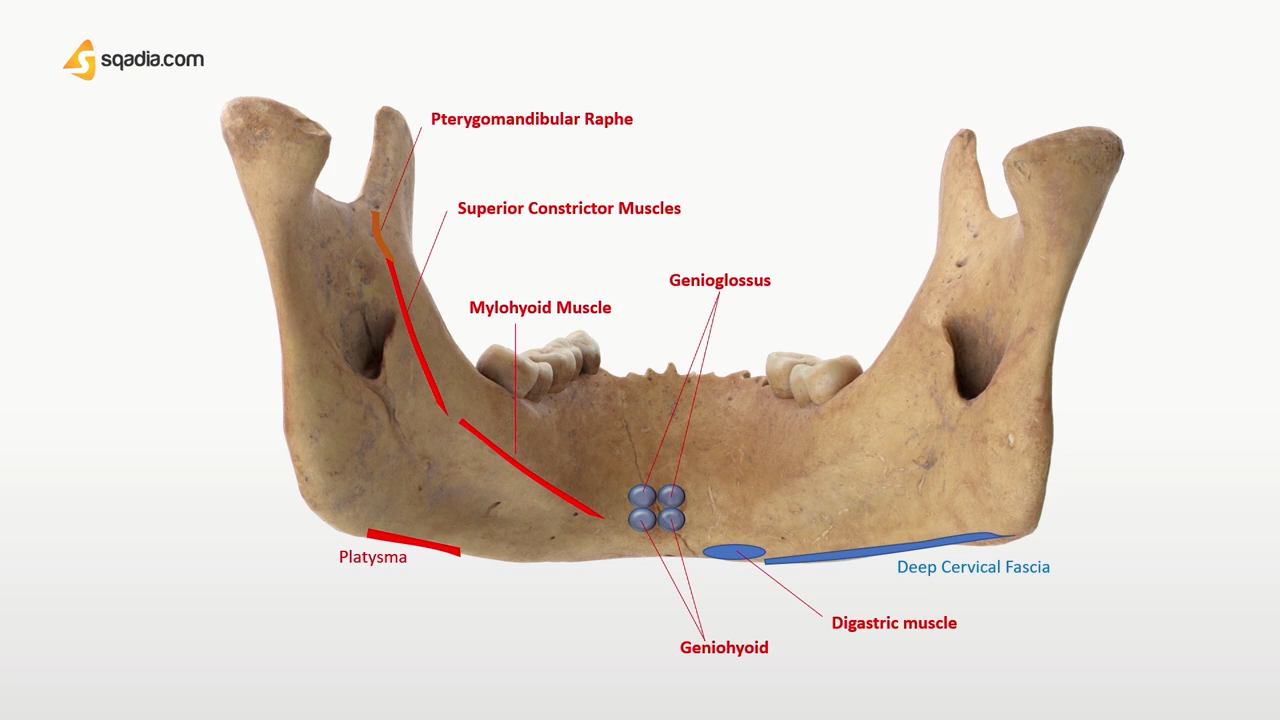 sqadia.com
Pterygomandibular Raphe
Superior Constrictor Muscles
Genioglossus
Mylohyoid Muscle
Platysma
Deep Cervical Fascia
Digastric muscle
Geniohyoid